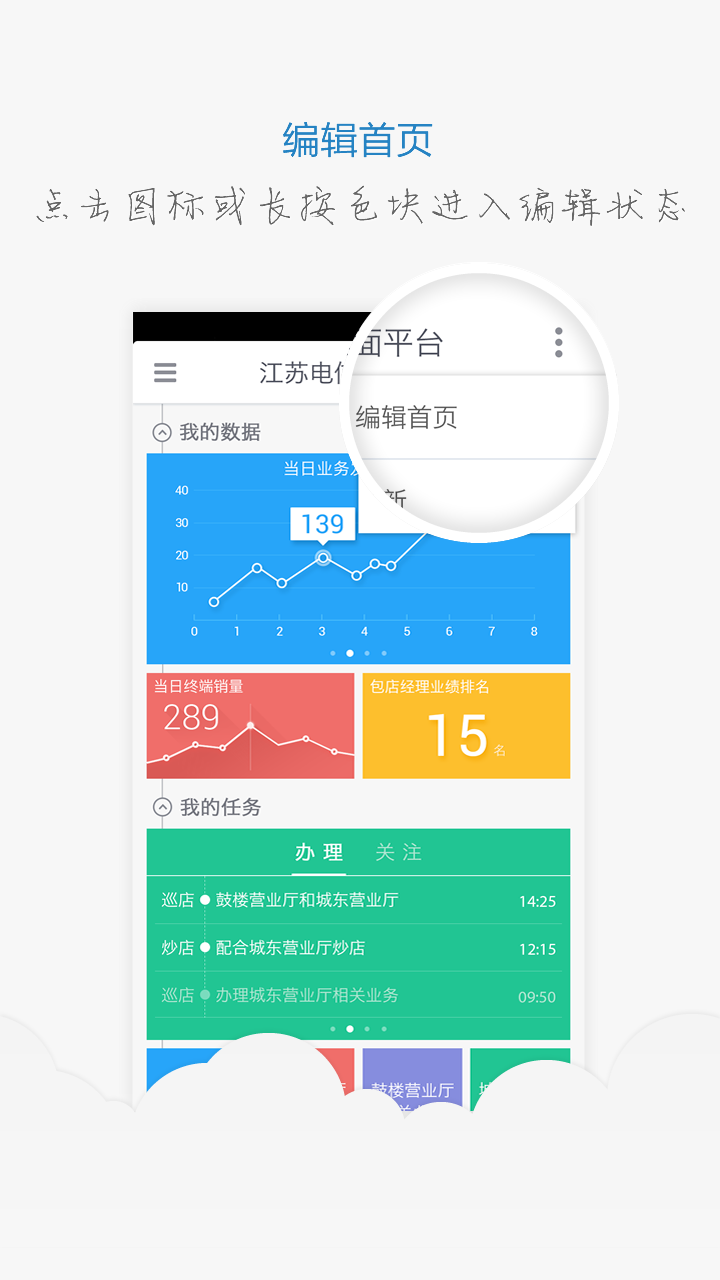 编辑首页
点击图标或长按色块进入编辑状态
江苏电信
面平台
编辑首页
新
我的数据
当日业务发
40
30
20
10
139
0 1 2 3 4 5 6 7 8
当日终端销量
289
包店经理业绩排名
15 名
我的任务
办理 关注
巡店 鼓楼营业厅和城东营业厅 14:25
炒店 配合城东营业厅炒店 12:15
巡店 办理城东营业厅相关业务 09:50
鼓楼营业厅